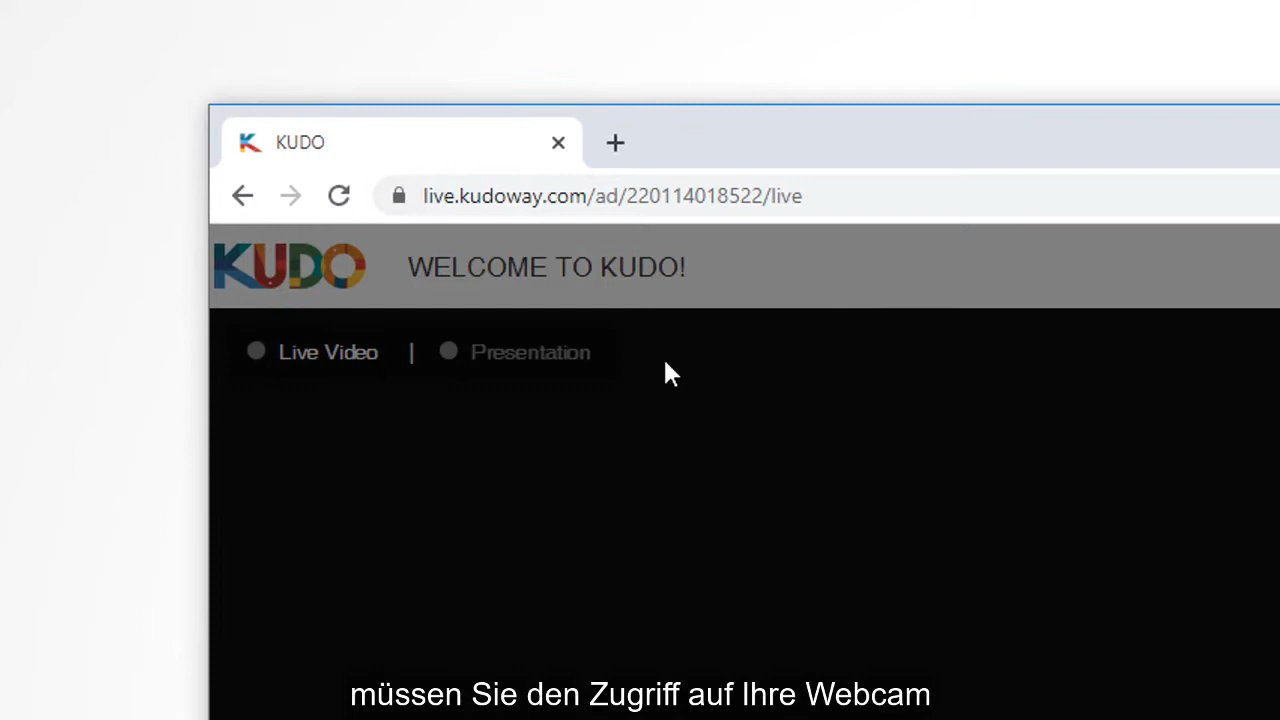 KUDO
live.kudoway.com/ad/220114018522/live
KUDO WELCOME TO KUDO!
Live Video | Presentation
müssen Sie den Zugriff auf Ihre Webcam